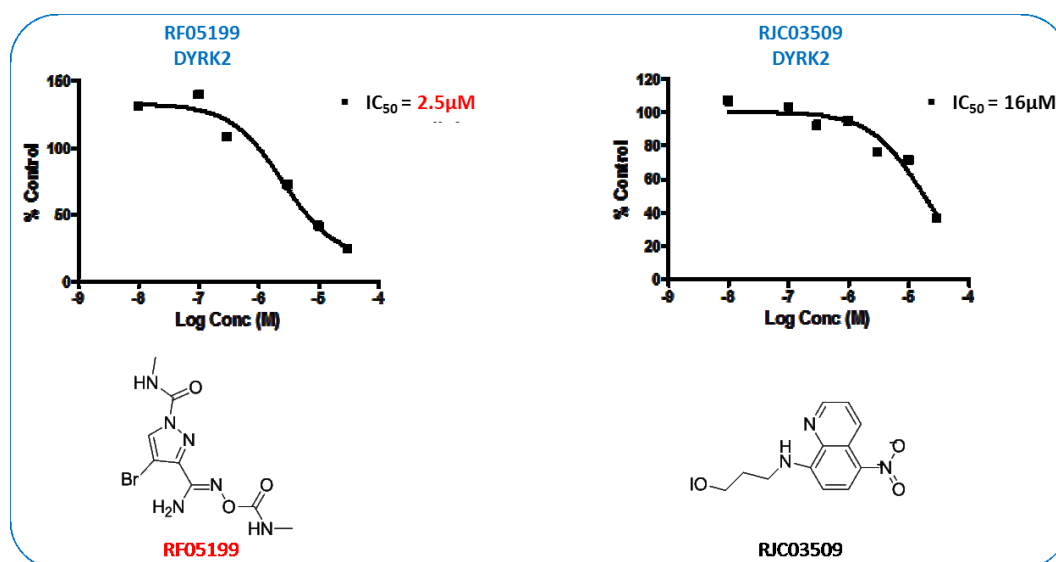 RF05199
DYRK2
150
100
50
0
% Control
-9 -8 -7 -6 -5 -4
Log Conc (M)
IC50 = 2.5µM
RJC03509
DYRK2
120
100
80
60
40
20
0
% Control
-9 -8 -7 -6 -5 -4
Log Conc (M)
IC50 = 16µM
HN
O
N
N
Br
N
H2N
O
O
HN
RF05199
N
H
N
O-
N
O
IO
RJC03509